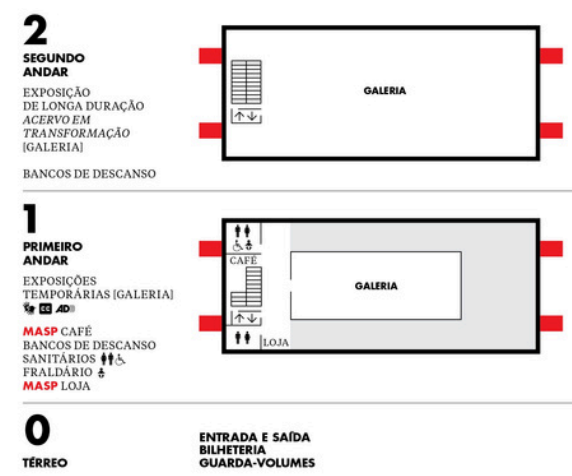 2
SEGUNDO
ANDAR
EXPOSIÇÃO
DE LONGA DURAÇÃO
ACERVO EM
TRANSFORMAÇÃO
[GALERIA]
BANCOS DE DESCANSO
GALERIA
1
PRIMEIRO
ANDAR
EXPOSIÇÕES
TEMPORÁRIAS [GALERIA]
CC AD
MASP CAFÉ
BANCOS DE DESCANSO
SANITÁRIOS
FRALDÁRIO
MASP LOJA
CAFÉ
GALERIA
LOJA
0
TÉRREO
ENTRADA E SAÍDA
BILHETERIA
GUARDA-VOLUMES